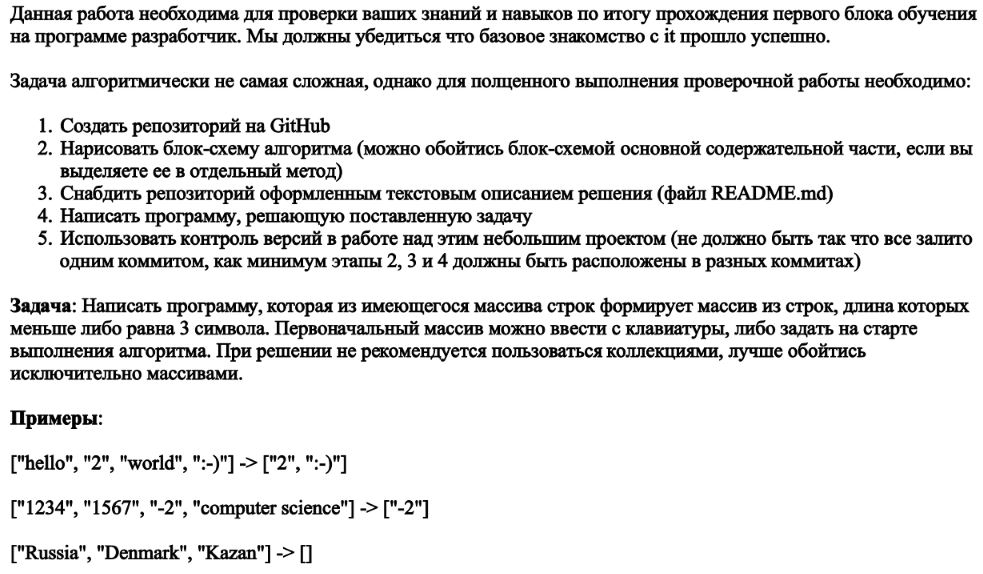 Данная работа необходима для проверки ваших знаний и навыков по итогу прохождения первого блока обучения
на программе разработчик. Мы должны убедиться что базовое знакомство с it прошло успешно.
Задача алгоритмически не самая сложная, однако для полценного выполнения проверочной работы необходимо:
1. Создать репозиторий на GitHub
2. Нарисовать блок-схему алгоритма (можно обойтись блок-схемой основной содержательной части, если вы
выделяете ее в отдельный метод)
3. Снабдить репозиторий оформленным текстовым описанием решения (файл README.md)
4. Написать программу, решающую поставленную задачу
5. Использовать контроль версий в работе над этим небольшим проектом (не должно быть так что все залито
одним коммитом, как минимум этапы 2, 3 и 4 должны быть расположены в разных коммитах)
Задача: Написать программу, которая из имеющегося массива строк формирует массив из строк, длина которых
меньше либо равна 3 символа. Первоначальный массив можно ввести с клавиатуры, либо задать на старте
выполнения алгоритма. При решении не рекомендуется пользоваться коллекциями, лучше обойтись
исключительно массивами.
Примеры:
["hello", "2", "world", ":-)"] -> ["2", ":-)"]
["1234", "1567", "-2", "computer science"] -> ["-2"]
["Russia", "Denmark", "Kazan"] -> []